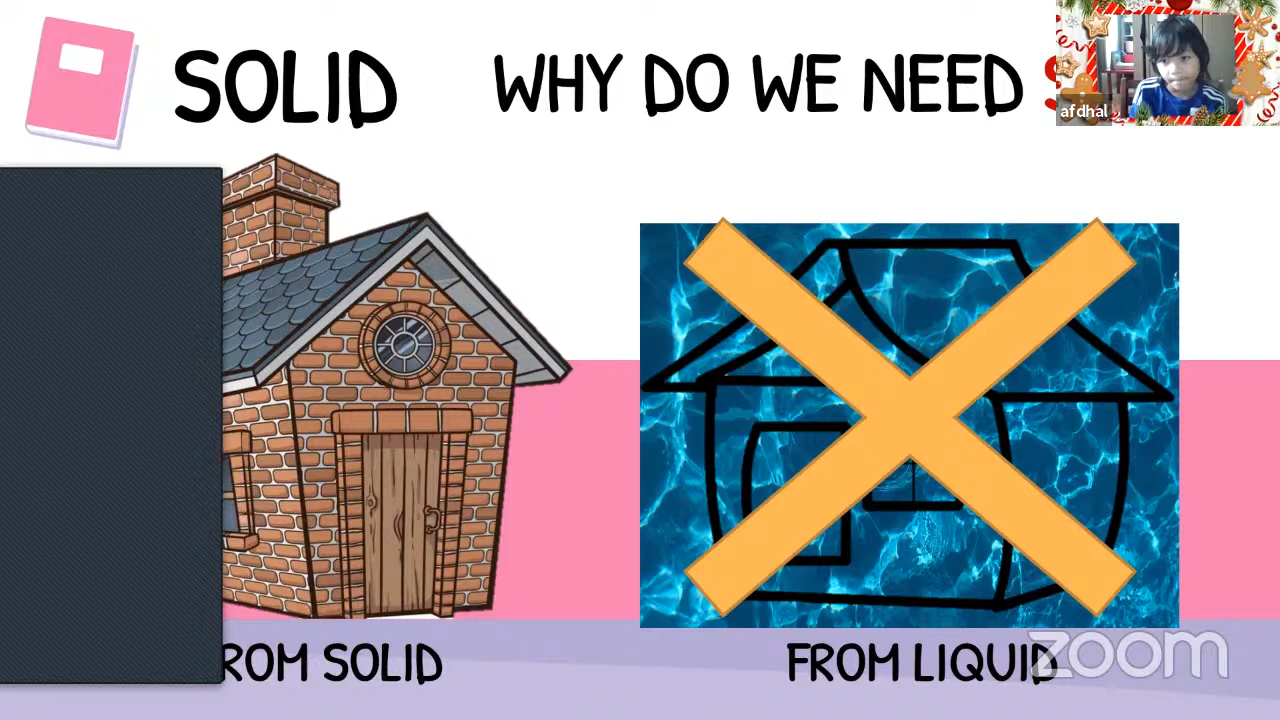 SOLID
WHY DO WE NEED
afdhal
ROM SOLID
FROM LIQUID
zoom